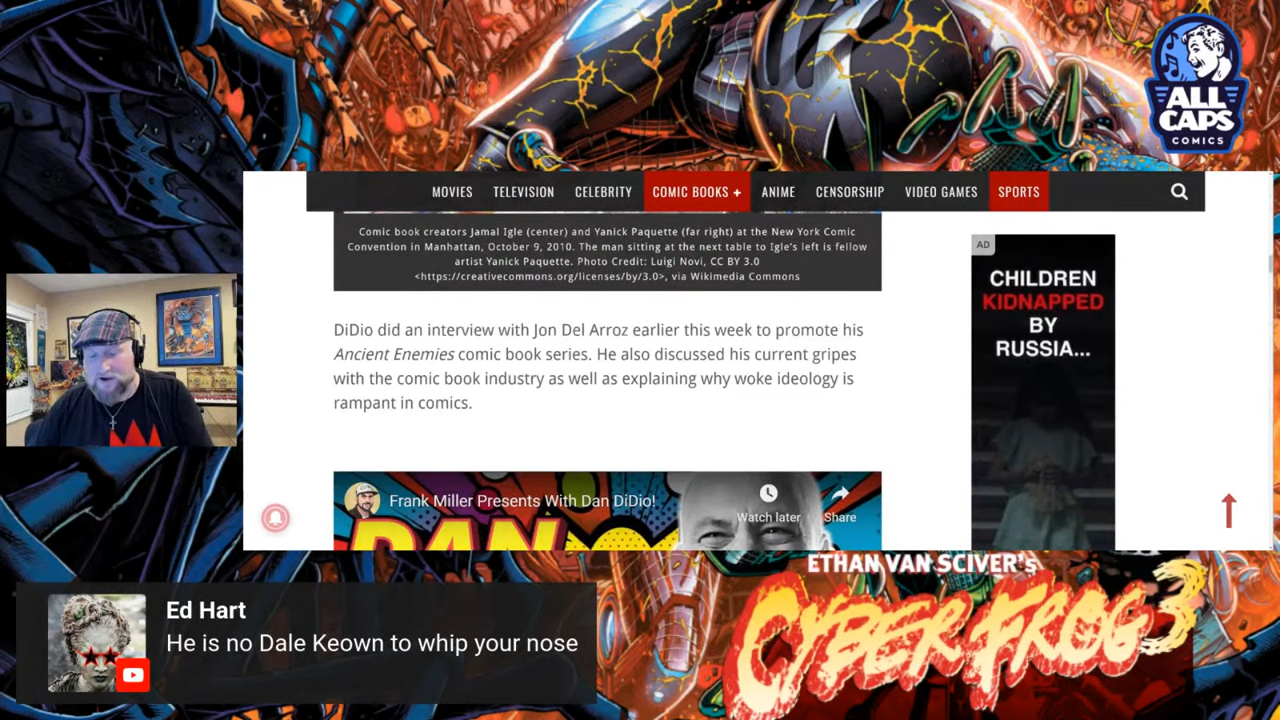 ALL
CAPS
COMICS
MOVIES TELEVISION CELEBRITY COMIC BOOKS + ANIME CENSORSHIP VIDEO GAMES SPORTS
Comic book creators Jamal Igle (center) and Yanick Paquette (far right) at the New York Comic
Convention in Manhattan, October 9, 2010. The man sitting at the next table to Igle's left is fellow
artist Yanick Paquette. Photo Credit: Luigi Novi, CC BY 3.0
<https://creativecommons.org/licenses/by/3.0>, via Wikimedia Commons
DiDio did an interview with Jon Del Arroz earlier this week to promote his
Ancient Enemies comic book series. He also discussed his current gripes
with the comic book industry as well as explaining why woke ideology is
rampant in comics.
Frank Miller Presents With Dan DiDio!
Watch later Share
DAN
AD
CHILDREN
KIDNAPPED
BY
RUSSIA...
Ed Hart
He is no Dale Keown to whip your nose
ETHAN VAN SCIVER's
CYBERFROG 3